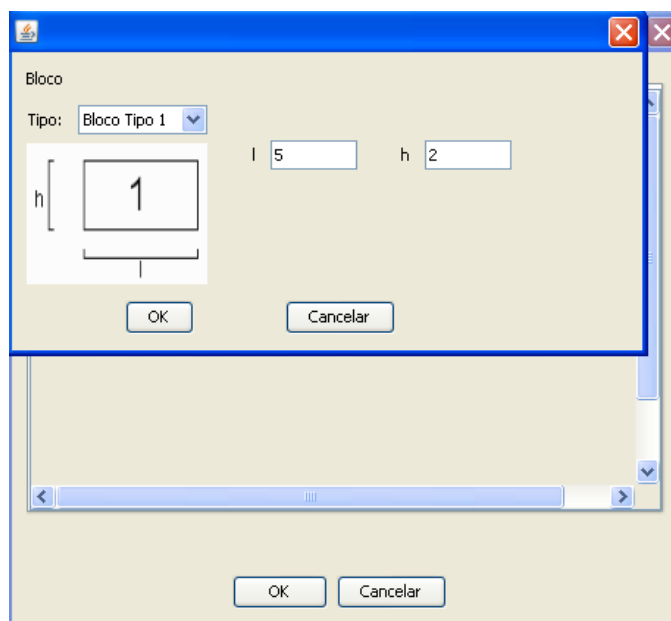 Bloco
Tipo: Bloco Tipo 1
l 5 h 2
h 1
l
OK Cancelar
OK Cancelar